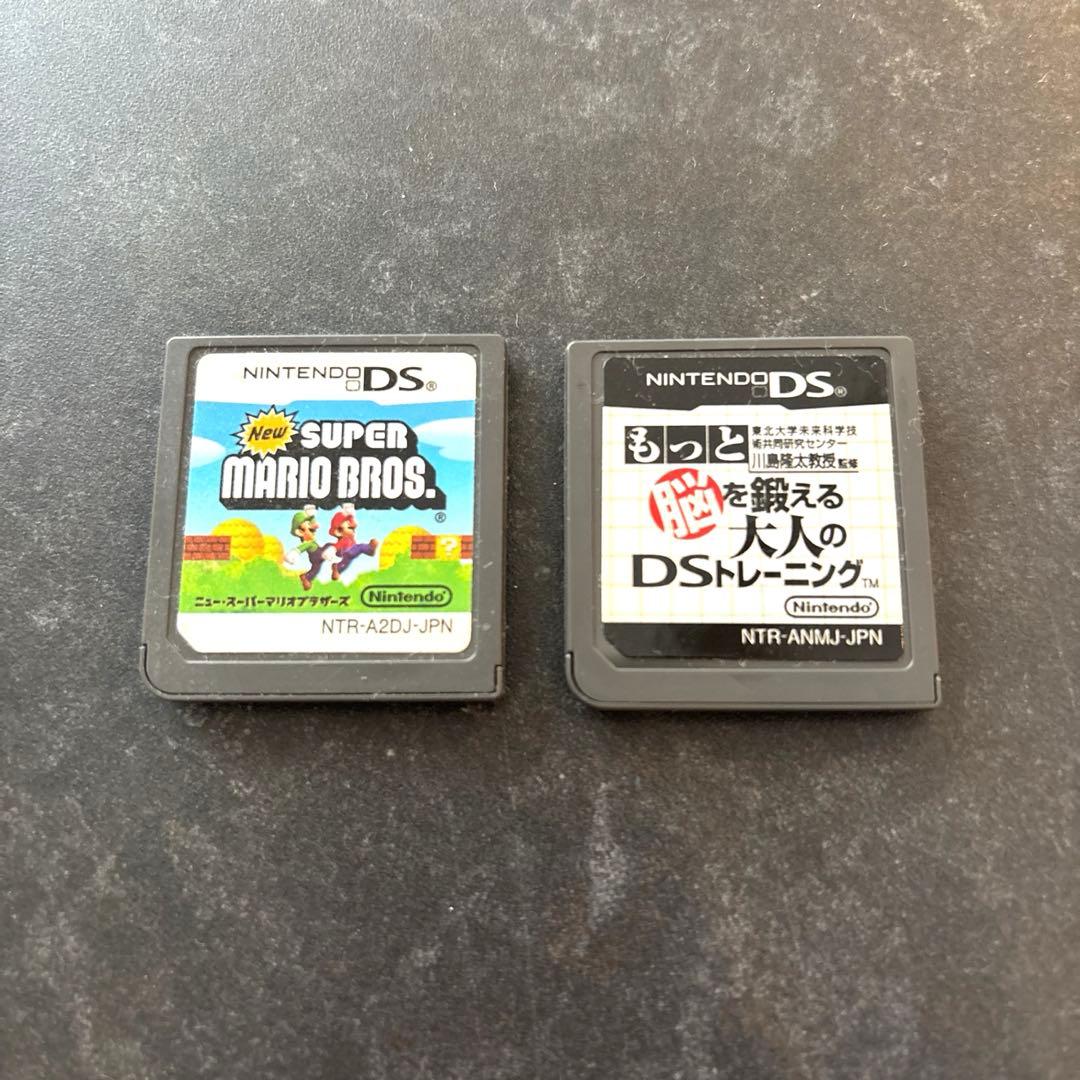 NINTENDO DS®
New SUPER
MARIO BROS.®
?
ニュー・スーパーマリオブラザーズ
Nintendo®
NTR-A2DJ-JPN
NINTENDO DS®
もっと
東北大学未来科学技
術共同研究センター
川島隆太教授 監修
脳を鍛える
大人の
DSトレーニング™
Nintendo®
NTR-ANMJ-JPN